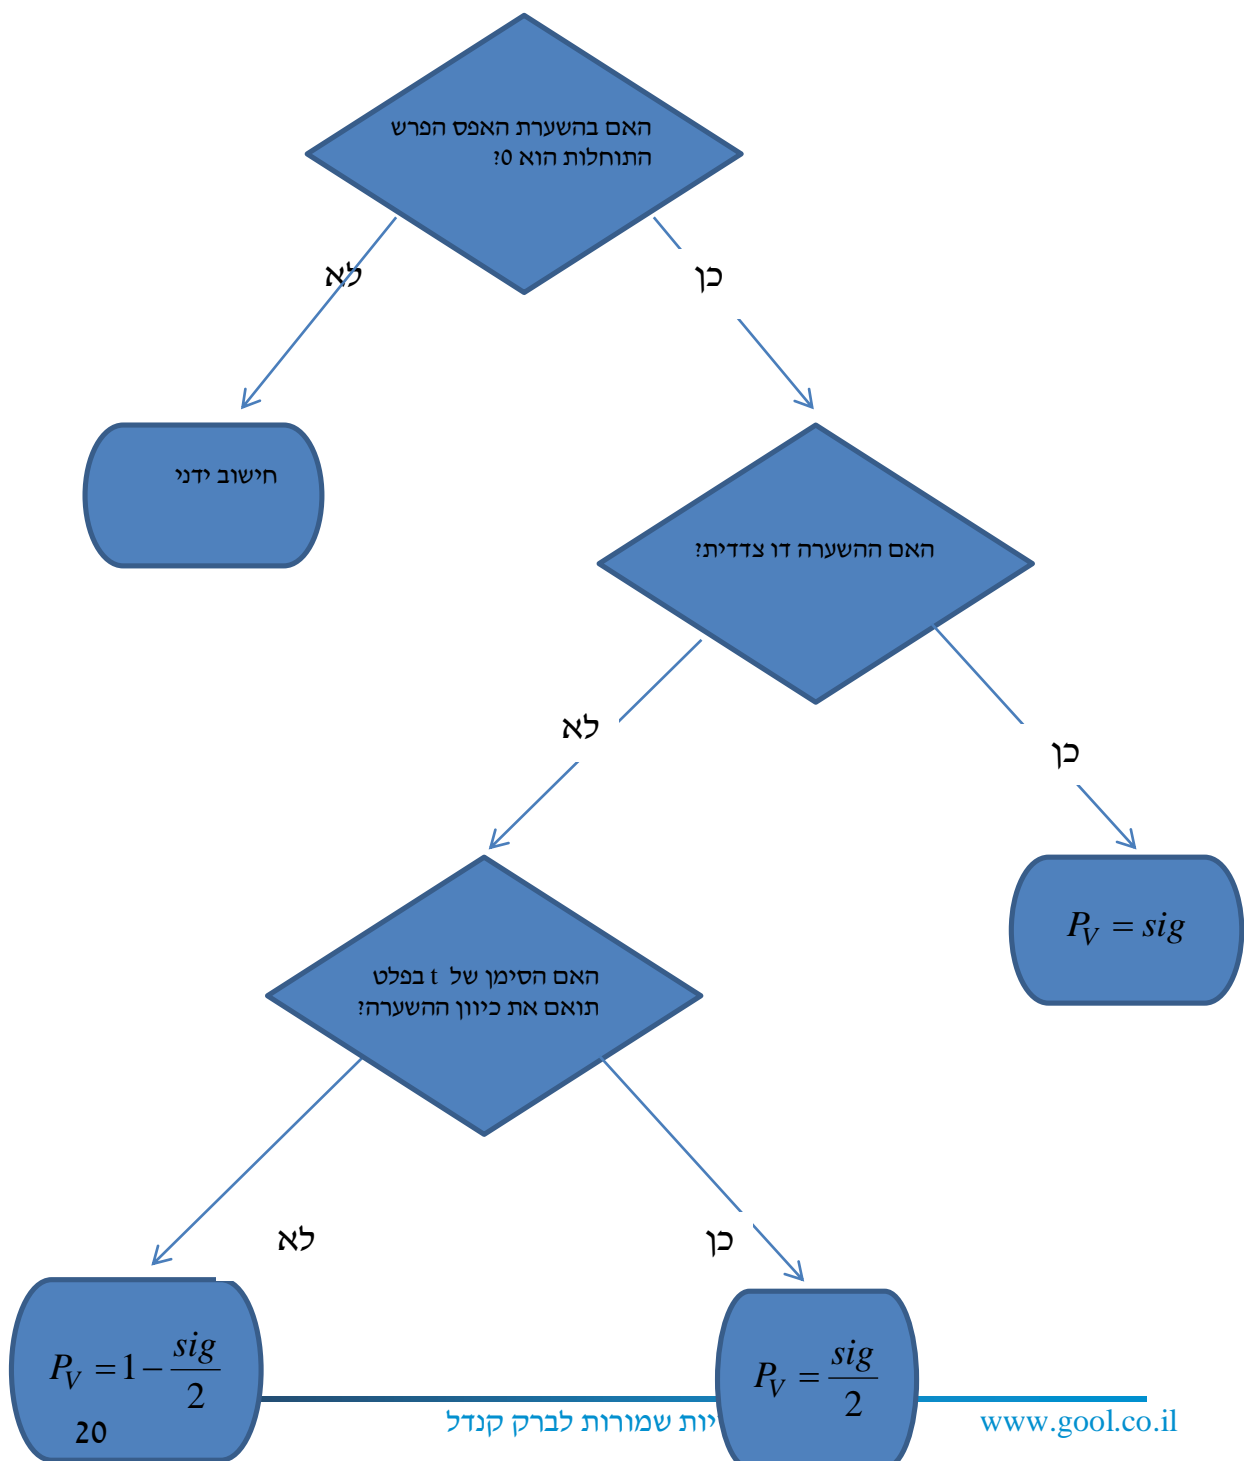 האם בהשערת האפס הפרש
התוחלות הוא 0?
כן
לא
חישוב ידני
האם ההשערה דו צדדית?
לא
כן
P_V = sig
האם הסימן של t בפלט
תואם את כיוון ההשערה?
כן
לא
P_V = sig/2
P_V = 1 − sig/2
20
יות שמורות לברק קנדל
www.gool.co.il